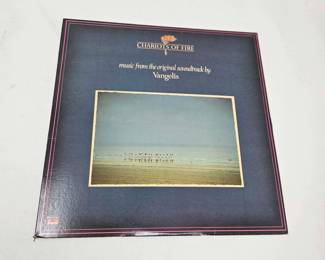 CHARIOTS OF FIRE
music from the original soundtrack by
Vangelis